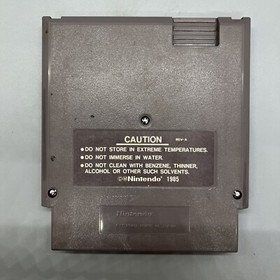 CAUTION
REV-A
• DO NOT STORE IN EXTREME TEMPERATURES.
• DO NOT IMMERSE IN WATER.
• DO NOT CLEAN WITH BENZENE, THINNER,
ALCOHOL OR OTHER SUCH SOLVENTS.
©®Nintendo® 1985
Nintendo